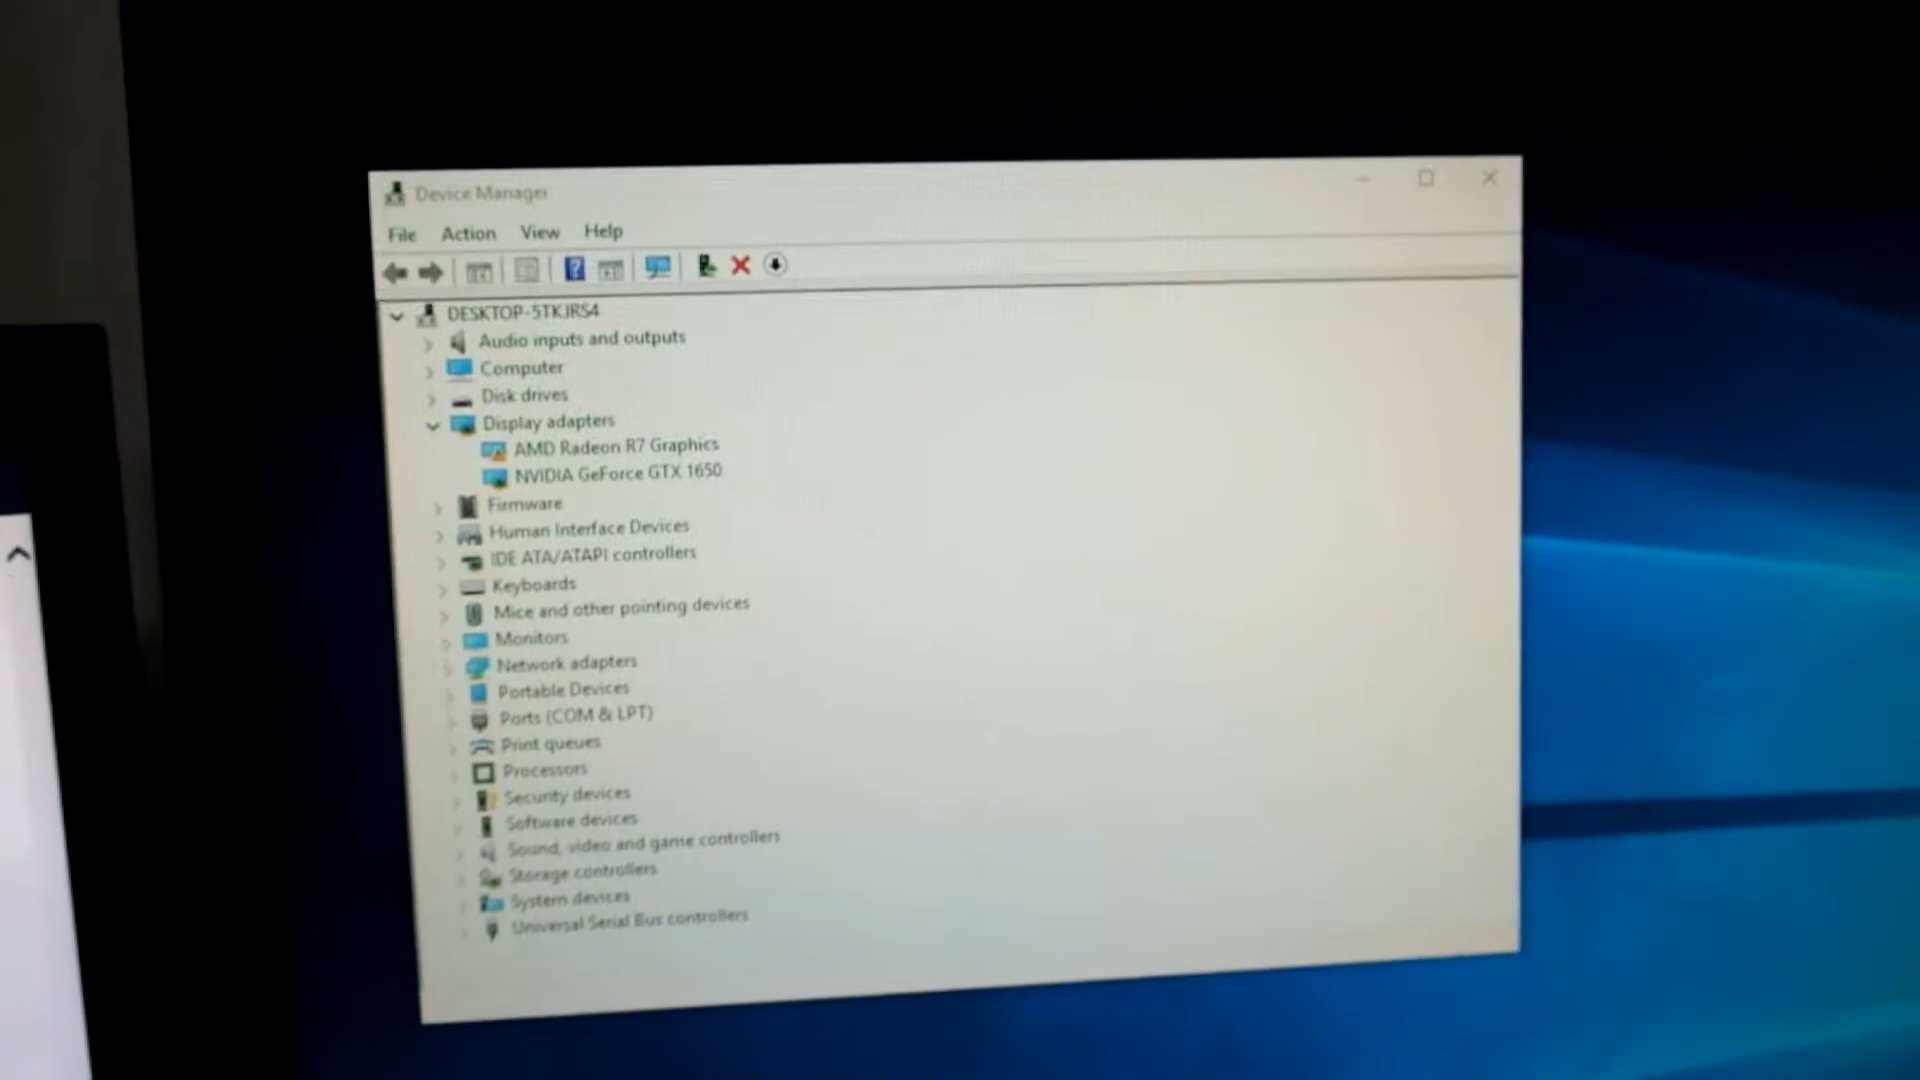 Device Manager
File Action View Help
DESKTOP-5TKJRS4
Audio inputs and outputs
Computer
Disk drives
Display adapters
AMD Radeon R7 Graphics
NVIDIA GeForce GTX 1650
Firmware
Human Interface Devices
IDE ATA/ATAPI controllers
Keyboards
Mice and other pointing devices
Monitors
Network adapters
Portable Devices
Ports (COM & LPT)
Print queues
Processors
Security devices
Software devices
Sound, video and game controllers
Storage controllers
System devices
Universal Serial Bus controllers